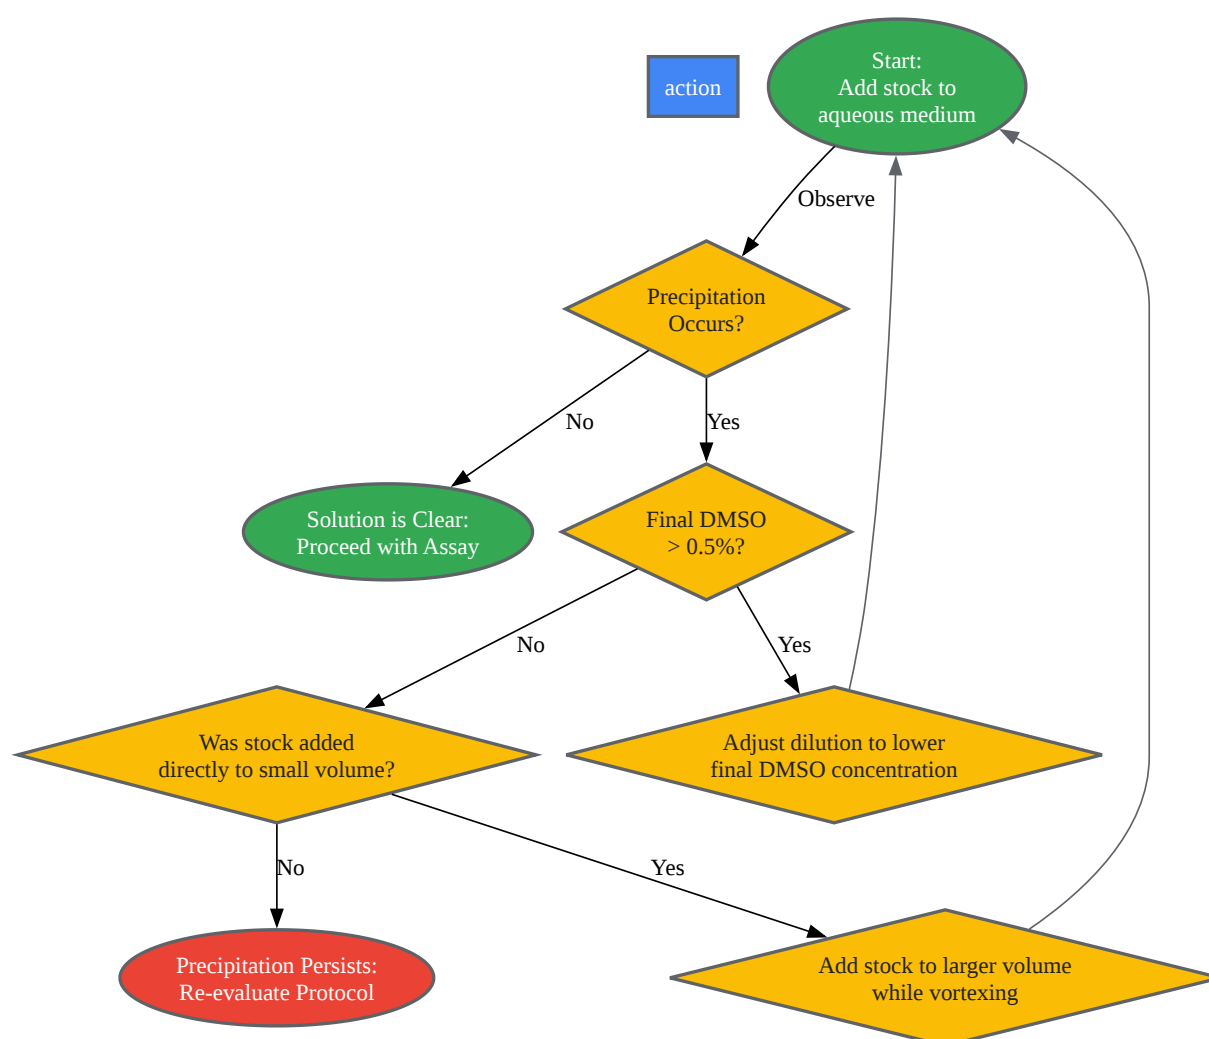 action
Start:
Add stock to
aqueous medium
Observe
Precipitation
Occurs?
No
Yes
Solution is Clear:
Proceed with Assay
Final DMSO
> 0.5%?
No
Yes
Was stock added
directly to small volume?
Adjust dilution to lower
final DMSO concentration
No
Yes
Precipitation Persists:
Re-evaluate Protocol
Add stock to larger volume
while vortexing